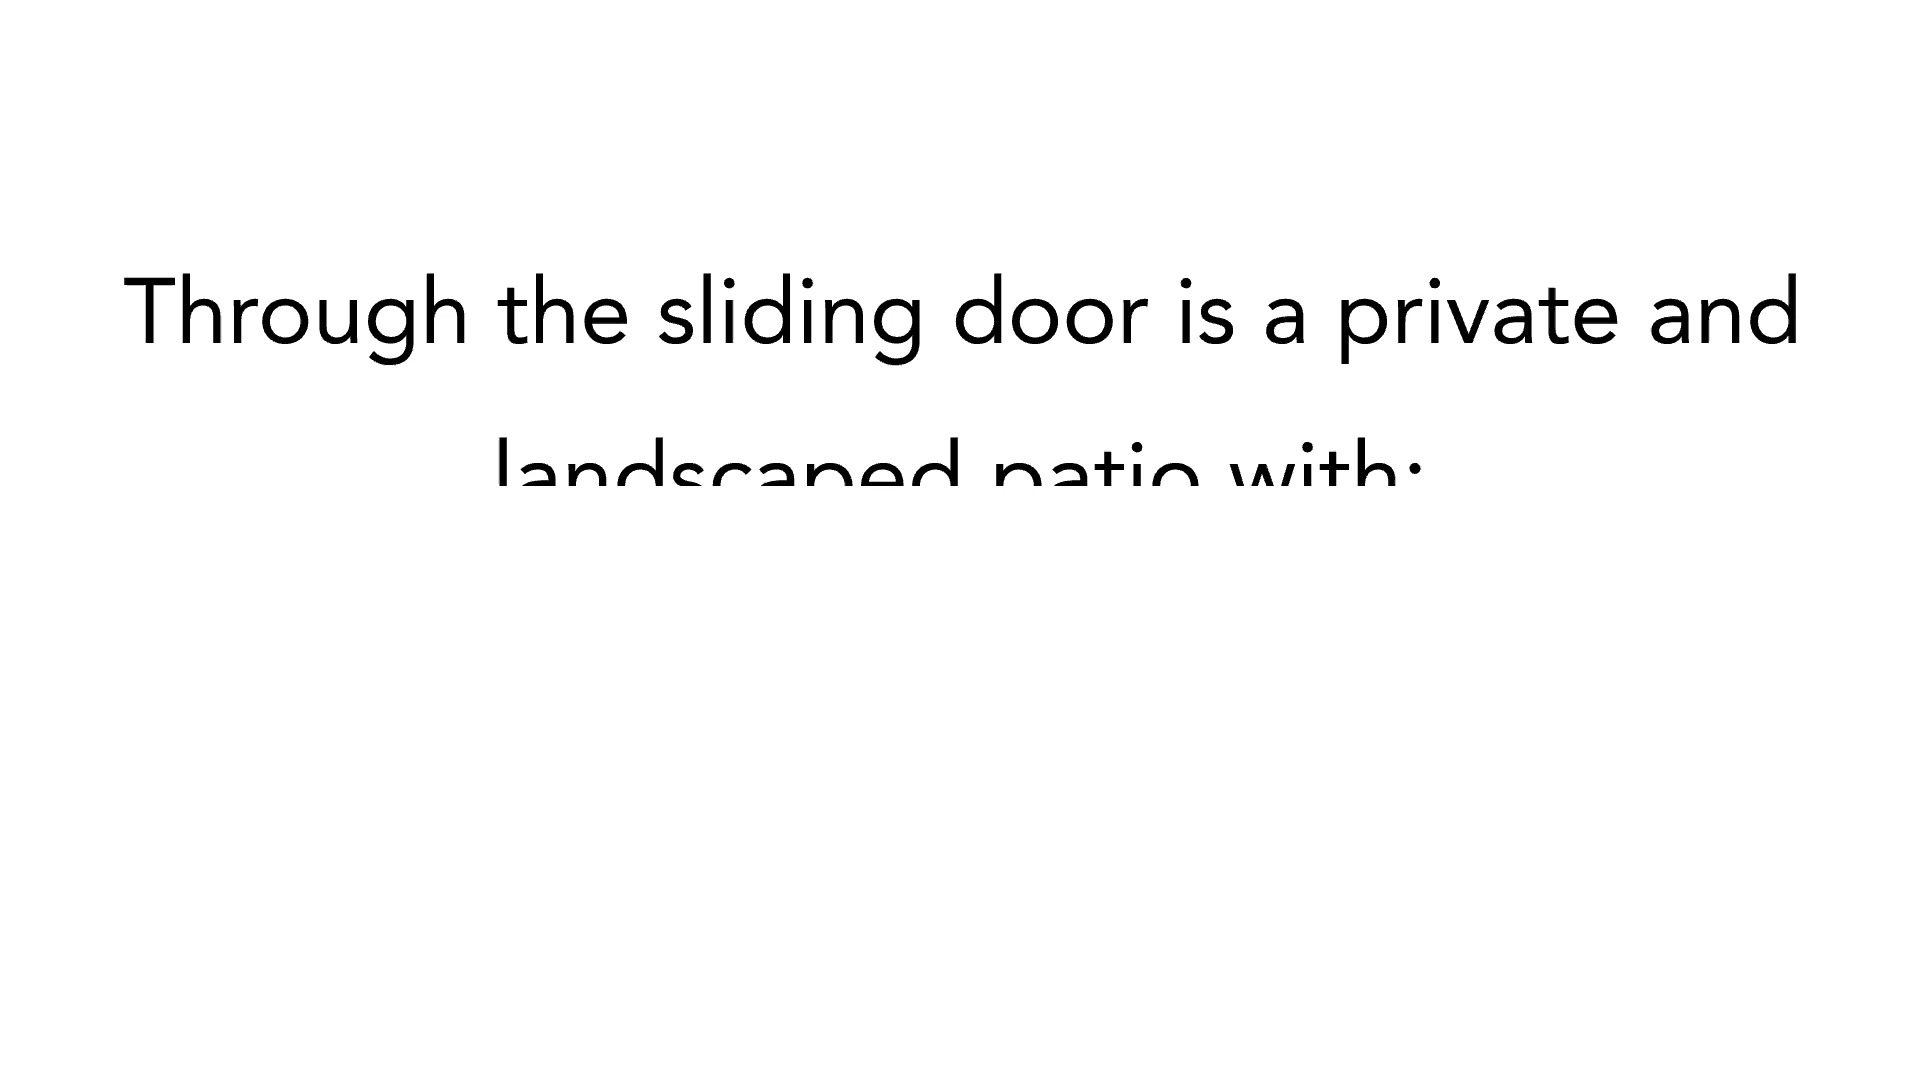 Through the sliding door is a private and
landscaped patio with: